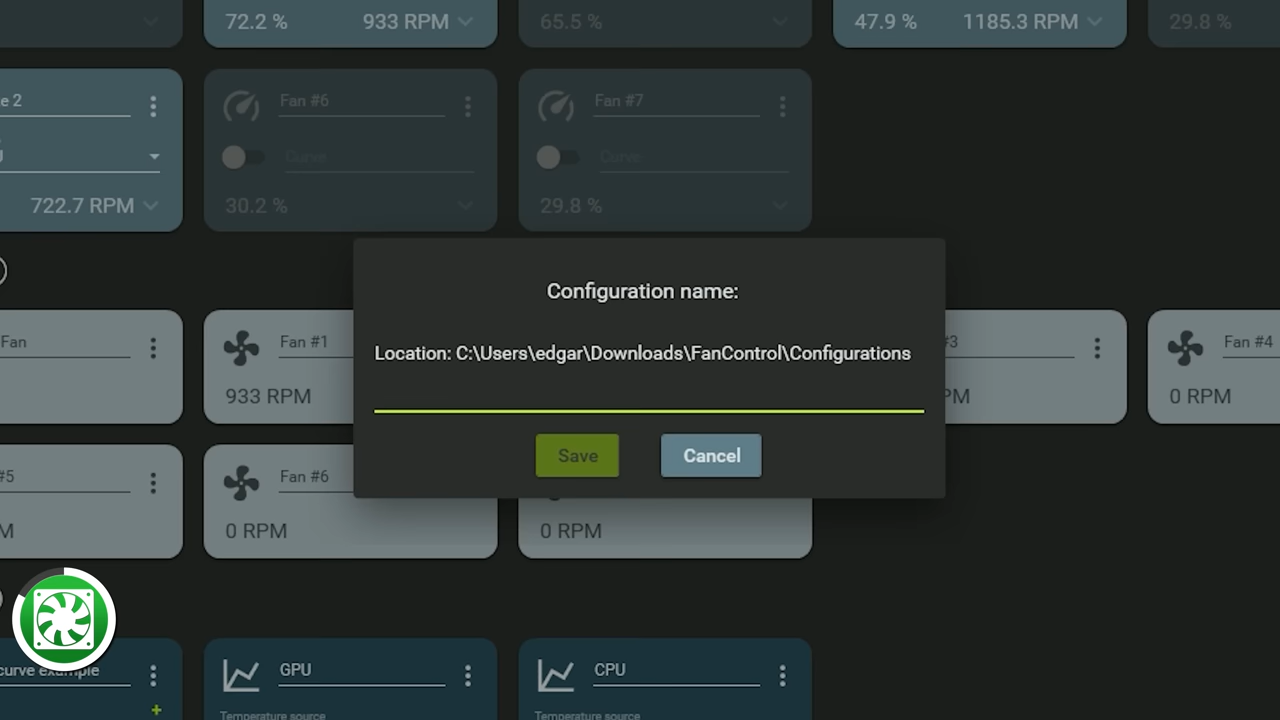 72.2 %
933 RPM
65.5 %
47.9 %
1185.3 RPM
29.8 %
e 2
Fan #6
Fan #7
Curve
Curve
722.7 RPM
30.2 %
29.8 %
Configuration name:
Location: C:\Users\edgar\Downloads\FanControl\Configurations
Save
Cancel
Fan
Fan #1
#3
Fan #4
933 RPM
PM
0 RPM
#5
Fan #6
M
0 RPM
0 RPM
curve example
GPU
CPU
Temperature source
Temperature source